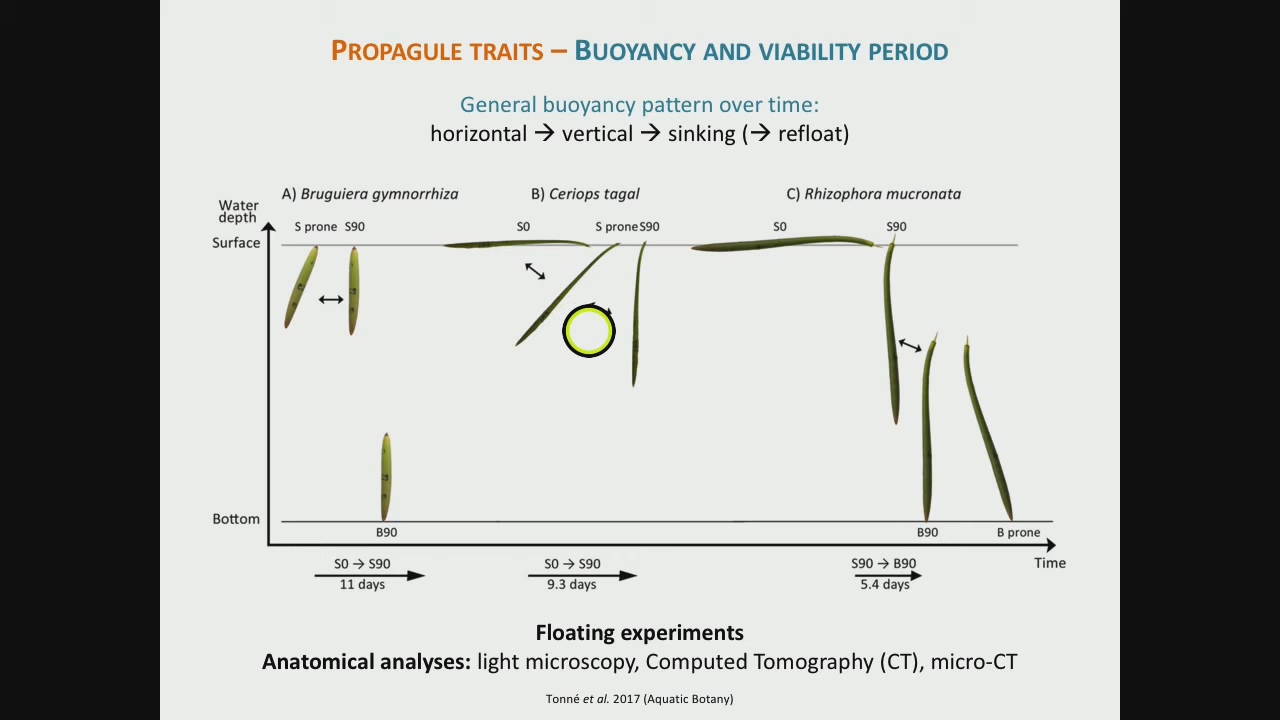 PROPAGULE TRAITS – BUOYANCY AND VIABILITY PERIOD
General buoyancy pattern over time:
horizontal → vertical → sinking (→ refloat)
A) Bruguiera gymnorrhiza
B) Ceriops tagal
C) Rhizophora mucronata
Water
depth
S prone
S90
S0
S prone
S90
S0
S90
Surface
Bottom
B90
B90
B prone
Time
S0 → S90
11 days
S0 → S90
9.3 days
S90 → B90
5.4 days
Floating experiments
Anatomical analyses: light microscopy, Computed Tomography (CT), micro-CT
Tonné et al. 2017 (Aquatic Botany)